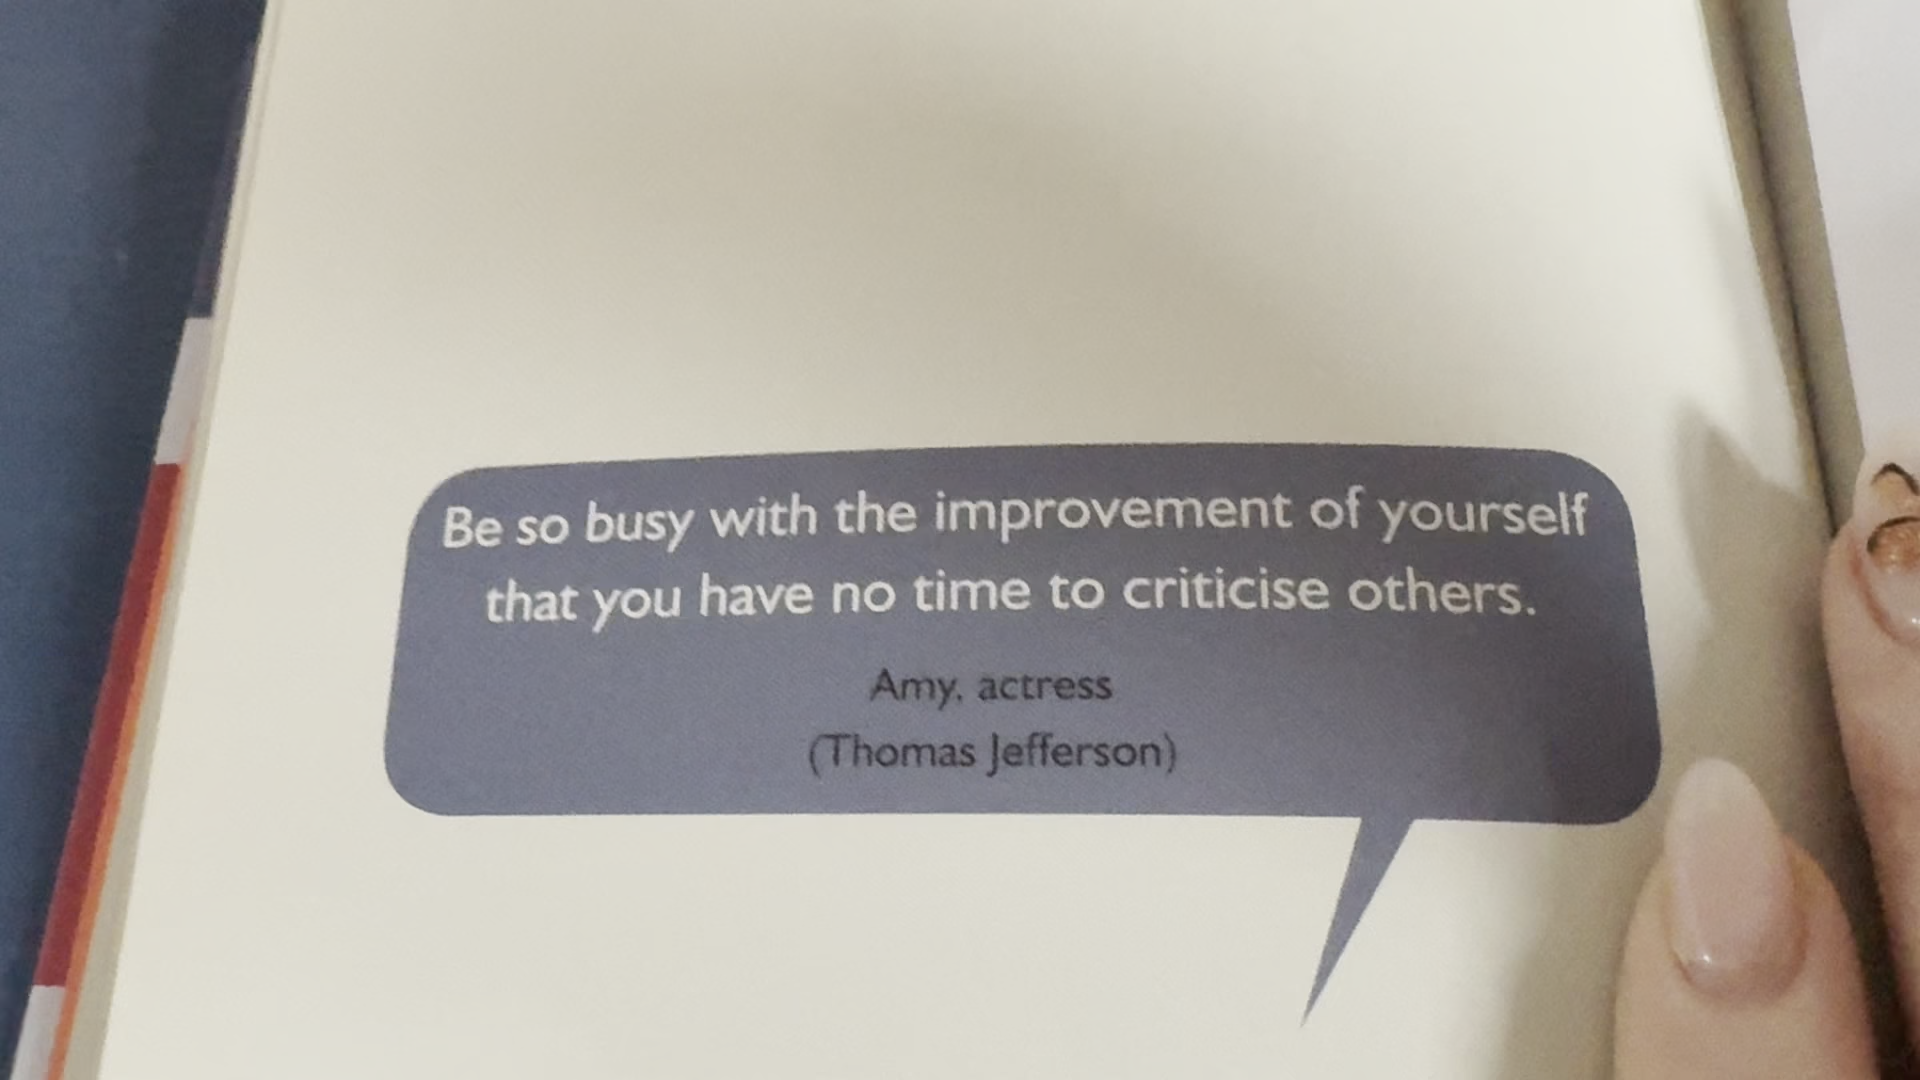 Be so busy with the improvement of yourself
that you have no time to criticise others.
Amy, actress
(Thomas Jefferson)